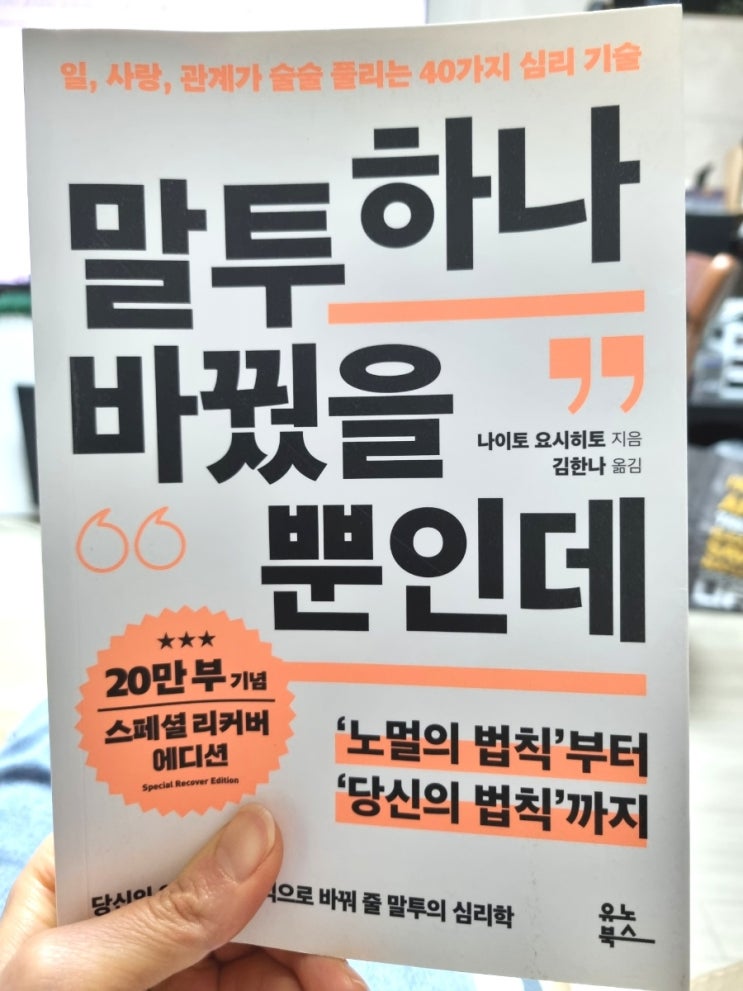 일, 사랑, 관계가 술술 풀리는 40가지 심리 기술
말투 하나
바꿨을
”
나이토 요시히토 지음
김한나 옮김
“
뿐인데
★★★
20만 부 기념
스페셜 리커버
에디션
Special Recover Edition
‘노멀의 법칙’부터
‘당신의 법칙’까지
당신의 으로 바꿔 줄 말투의 심리학
유노
북스